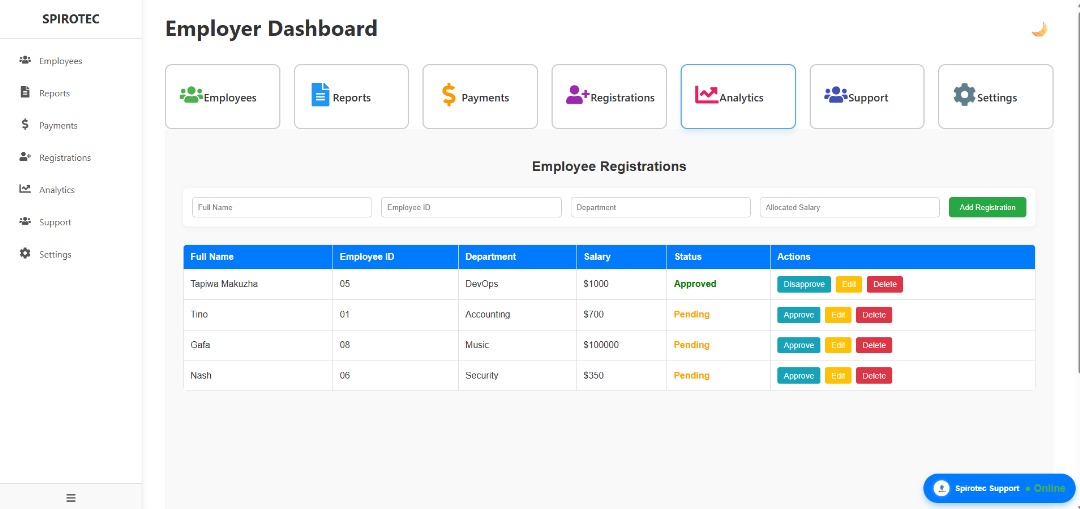 SPIROTEC
Employees
Reports
Payments
Registrations
Analytics
Support
Settings
Employer Dashboard
Employees Reports Payments Registrations Analytics Support Settings
Employee Registrations
Full Name Employee ID Department Allocated Salary Add Registration
Full Name Employee ID Department Salary Status Actions
Tapiwa Makuzha 05 DevOps $1000 Approved Disapprove Edit Delete
Tino 01 Accounting $700 Pending Approve Edit Delete
Gafa 08 Music $100000 Pending Approve Edit Delete
Nash 06 Security $350 Pending Approve Edit Delete
Spirotec Support ● Online